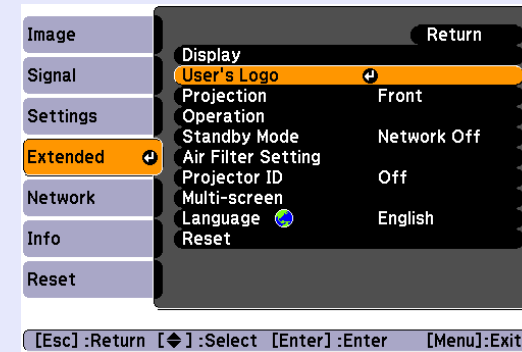 Image
Signal
Settings
Extended
Network
Info
Reset
Return
Display
User's Logo
Projection Front
Operation
Standby Mode Network Off
Air Filter Setting
Projector ID Off
Multi-screen
Language English
Reset
[Esc] :Return [◆] :Select [Enter] :Enter [Menu]:Exit